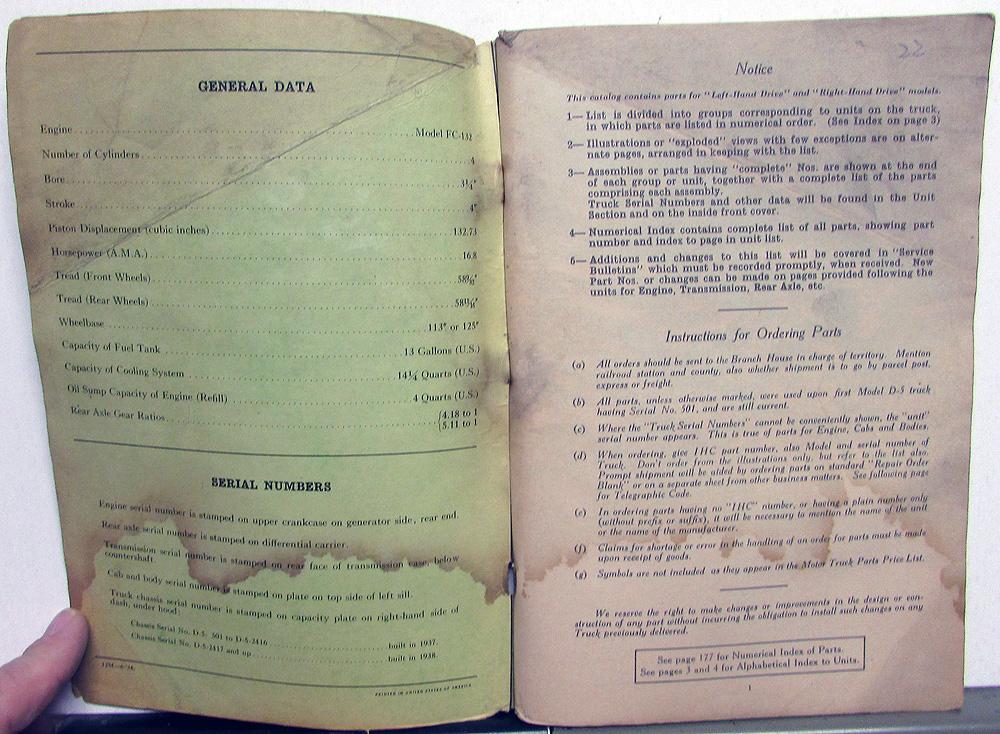 GENERAL DATA
Engine Model FC-132
Number of Cylinders 4
Bore 3¼"
Stroke 4"
Piston Displacement (cubic inches) 132.73
Horsepower (A.M.A.) 16.8
Tread (Front Wheels)
Tread (Rear Wheels)
Wheelbase 113" or 125"
Capacity of Fuel Tank 13 Gallons (U.S.)
Capacity of Cooling System 14¼ Quarts (U.S.)
Oil Sump Capacity of Engine (Refill) 4 Quarts (U.S.)
Rear Axle Gear Ratios {4.18 to 1
5.11 to 1
SERIAL NUMBERS
Engine serial number is stamped on upper crankcase on generator side, rear end.
Rear axle serial number is stamped on differential carrier.
Transmission serial number is stamped on rear face of transmission case, below
countershaft.
Cab and body serial number is stamped on plate on top side of left sill.
Truck chassis serial number is stamped on capacity plate on right-hand side of
dash, under hood:
Chassis Serial No. D-5- 501 to D-5-2416 built in 1937.
Chassis Serial No. D-5-2417 and up built in 1938.
PRINTED IN UNITED STATES OF AMERICA
22
Notice
This catalog contains parts for "Left-Hand Drive" and "Right-Hand Drive" models.
1— List is divided into groups corresponding to units on the truck,
in which parts are listed in numerical order. (See Index on page 3)
2— Illustrations or "exploded" views with few exceptions are on alter-
nate pages, arranged in keeping with the list.
3— Assemblies or parts having "complete" Nos. are shown at the end
of each group or unit, together with a complete list of the parts
comprising each assembly.
Truck Serial Numbers and other data will be found in the Unit
Section and on the inside front cover.
4— Numerical Index contains complete list of all parts, showing part
number and index to page in unit list.
5— Additions and changes to this list will be covered in "Service
Bulletins" which must be recorded promptly, when received. New
Part Nos. or changes can be made on pages provided following the
units for Engine, Transmission, Rear Axle, etc.
Instructions for Ordering Parts
(a) All orders should be sent to the Branch House in charge of territory. Mention
railroad station and county, also whether shipment is to go by parcel post,
express or freight.
(b) All parts, unless otherwise marked, were used upon first Model D-5 truck
having Serial No. 501, and are still current.
(c) Where the "Truck Serial Numbers" cannot be conveniently shown, the "unit"
serial number appears. This is true of parts for Engine, Cabs and Bodies.
(d) When ordering, give IHC part number, also Model and serial number of
Truck. Don't order from the illustrations only, but refer to the list also.
Prompt shipment will be aided by ordering parts on standard "Repair Order
Blank" or on a separate sheet from other business matters. See following page
for Telegraphic Code.
(e) In ordering parts having no "IHC" number, or having a plain number only
(without prefix or suffix), it will be necessary to mention the name of the unit
or the name of the manufacturer.
(f) Claims for shortage or error in the handling of an order for parts must be made
upon receipt of goods.
(g) Symbols are not included as they appear in the Motor Truck Parts Price List.
We reserve the right to make changes or improvements in the design or con-
struction of any part without incurring the obligation to install such changes on any
Truck previously delivered.
See page 177 for Numerical Index of Parts.
See pages 3 and 4 for Alphabetical Index to Units.
1